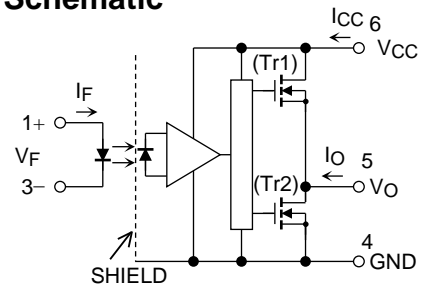 Schematic
ICC 6
VCC
(Tr1)
IF
1+
VF
3−
IO 5
VO
(Tr2)
4
GND
SHIELD